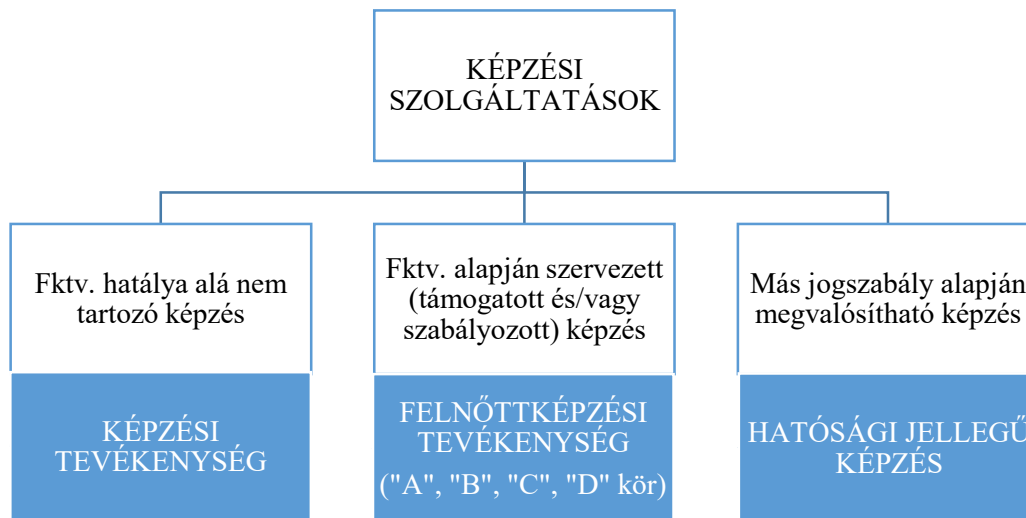 KÉPZÉSI
SZOLGÁLTATÁSOK
Fktv. hatálya alá nem
tartozó képzés
KÉPZÉSI
TEVÉKENYSÉG
Fktv. alapján szervezett
(támogatott és/vagy
szabályozott) képzés
FELNŐTTKÉPZÉSI
TEVÉKENYSÉG
("A", "B", "C", "D" kör)
Más jogszabály alapján
megvalósítható képzés
HATÓSÁGI JELLEGŰ
KÉPZÉS